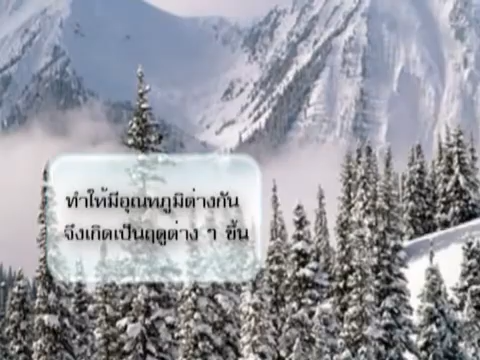 ทำให้มีอุณหภูมิต่างกัน
จึงเกิดเป็นฤดูต่าง ๆ ขึ้น